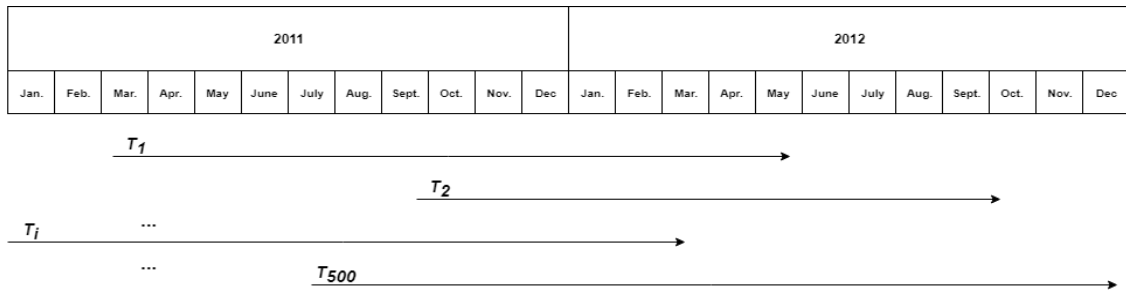 2011 2012
Jan. Feb. Mar. Apr. May June July Aug. Sept. Oct. Nov. Dec Jan. Feb. Mar. Apr. May June July Aug. Sept. Oct. Nov. Dec
T1
T2
...
Ti
...
T500